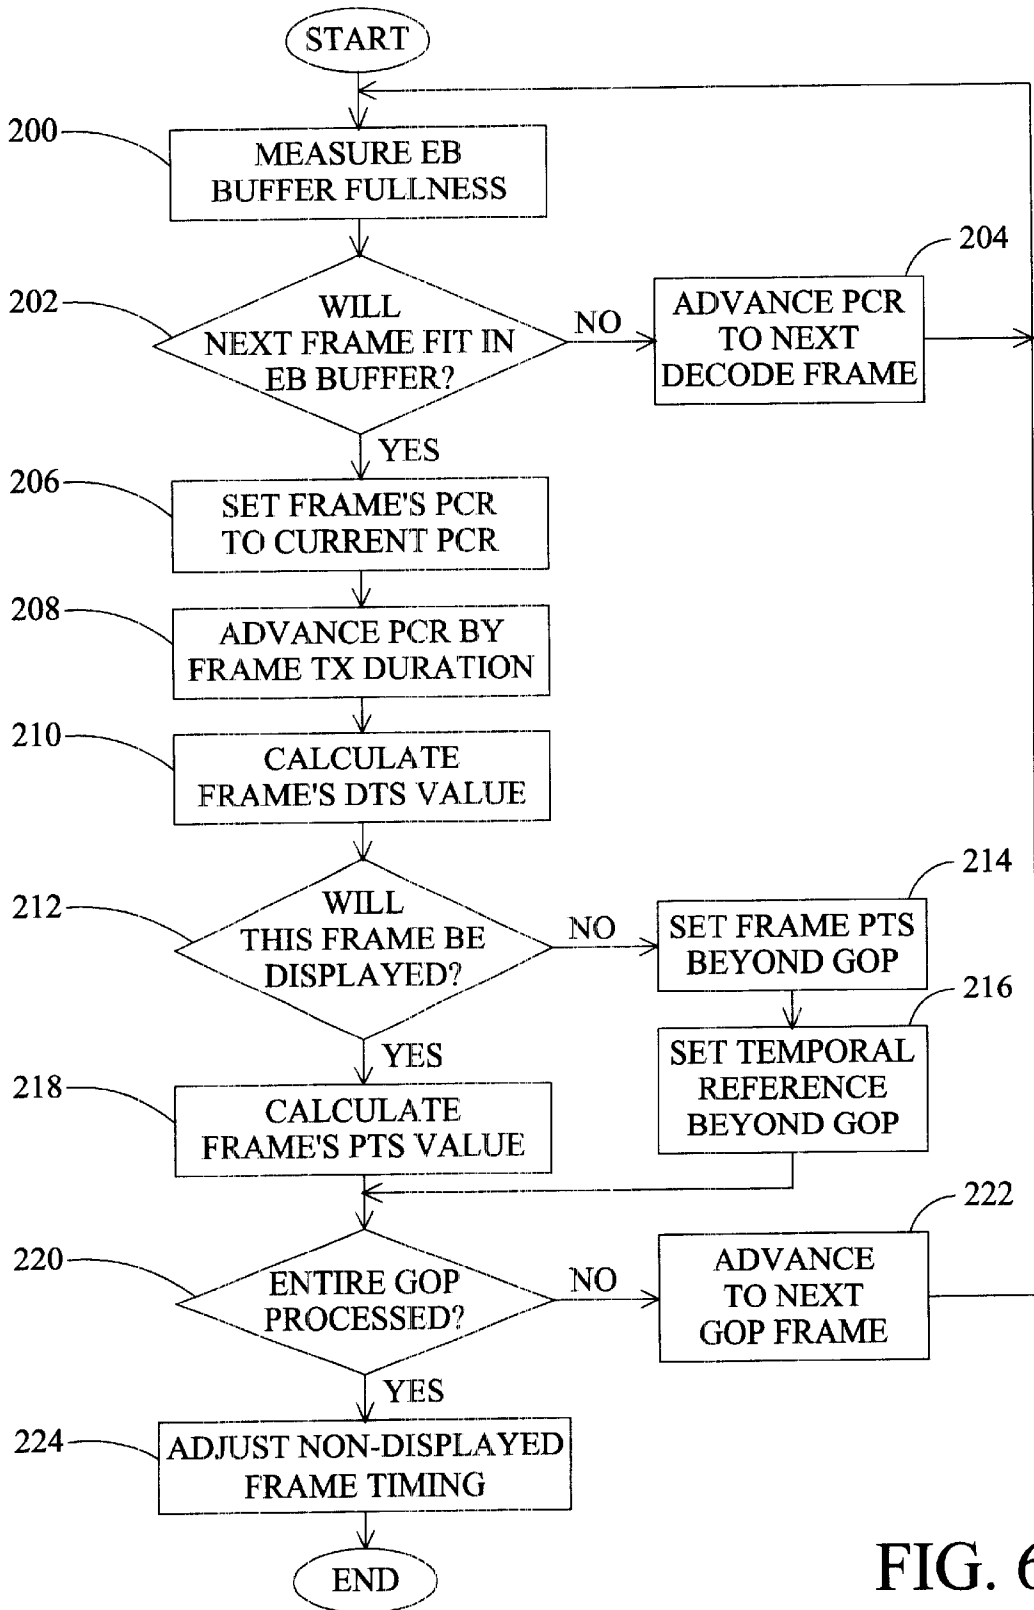 START
200
MEASURE EB
BUFFER FULLNESS
202
WILL
NEXT FRAME FIT IN
EB BUFFER?
NO
204
ADVANCE PCR
TO NEXT
DECODE FRAME
YES
206
SET FRAME'S PCR
TO CURRENT PCR
208
ADVANCE PCR BY
FRAME TX DURATION
210
CALCULATE
FRAME'S DTS VALUE
212
WILL
THIS FRAME BE
DISPLAYED?
NO
214
SET FRAME PTS
BEYOND GOP
216
SET TEMPORAL
REFERENCE
BEYOND GOP
YES
218
CALCULATE
FRAME'S PTS VALUE
220
ENTIRE GOP
PROCESSED?
NO
222
ADVANCE
TO NEXT
GOP FRAME
YES
224
ADJUST NON-DISPLAYED
FRAME TIMING
END
FIG. 6